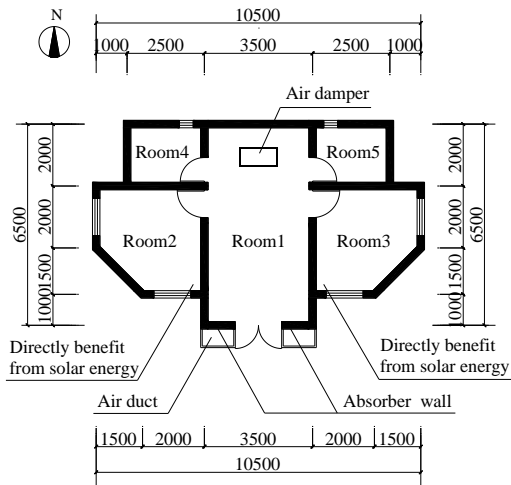 N
10500
1000 2500 3500 2500 1000
Air damper
Room4
Room5
2000
2000
2000
2000
6500
6500
Room2
Room1
Room3
1500
1500
1000
1000
Directly benefit
from solar energy
Directly benefit
from solar energy
Air duct
Absorber wall
1500 2000 3500 2000 1500
10500